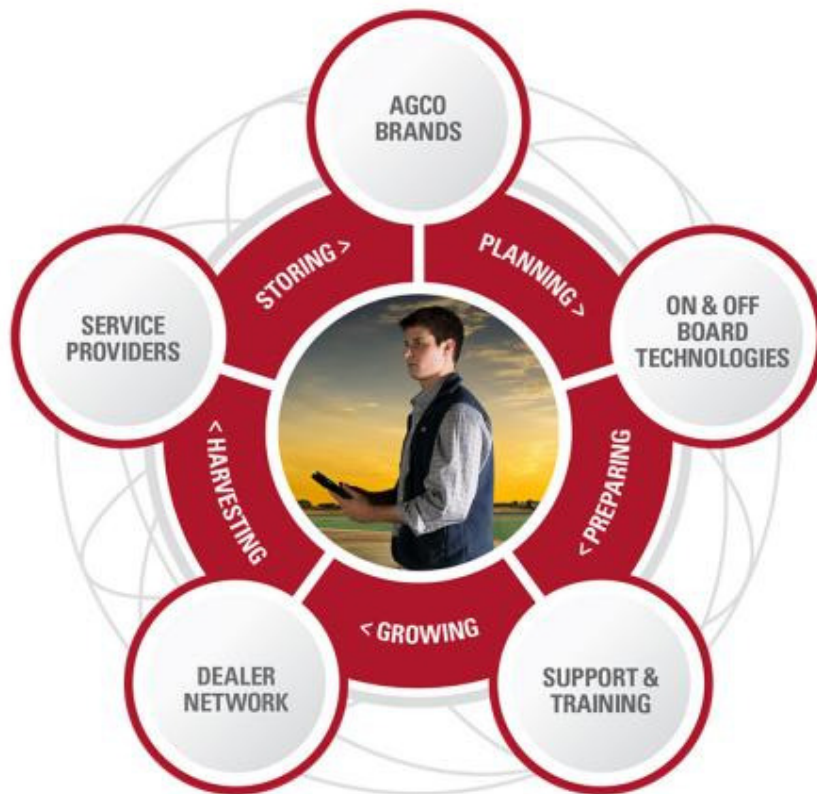 AGCO
BRANDS
STORING >
PLANNING >
SERVICE
PROVIDERS
ON & OFF
BOARD
TECHNOLOGIES
< HARVESTING
< PREPARING
< GROWING
DEALER
NETWORK
SUPPORT &
TRAINING